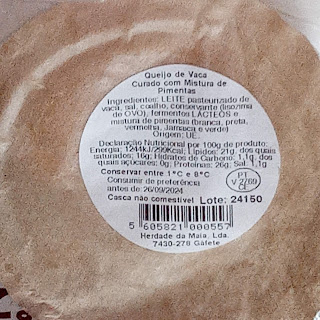 Queijo de Vaca
Curado com Mistura de
Pimentas
Ingredientes: LEITE pasteurizado de
vaca, sal, coelho, conservante (lisozima
de OVO), fermentos LÁCTEOS e
mistura de pimentas (branca, preta,
vermelha, Jamaica e verde)
Origem: UE.
Declaração Nutricional por 100g de produto:
Energia: 1244kJ/299Kcal; Lípidos: 21g, dos quais
saturados: 16g; Hidratos de Carbono: 1,1g, dos
quais açúcares: 0g; Proteínas: 26g; Sal: 1,1g
Conservar entre 1°C e 8°C
Consumir de preferência
antes de: 26/09/2024
PT
V 2769
CE
Casca não comestível Lote: 24150
5 605821 000557
Herdade da Maia, Lda.
7430-278 Gáfete